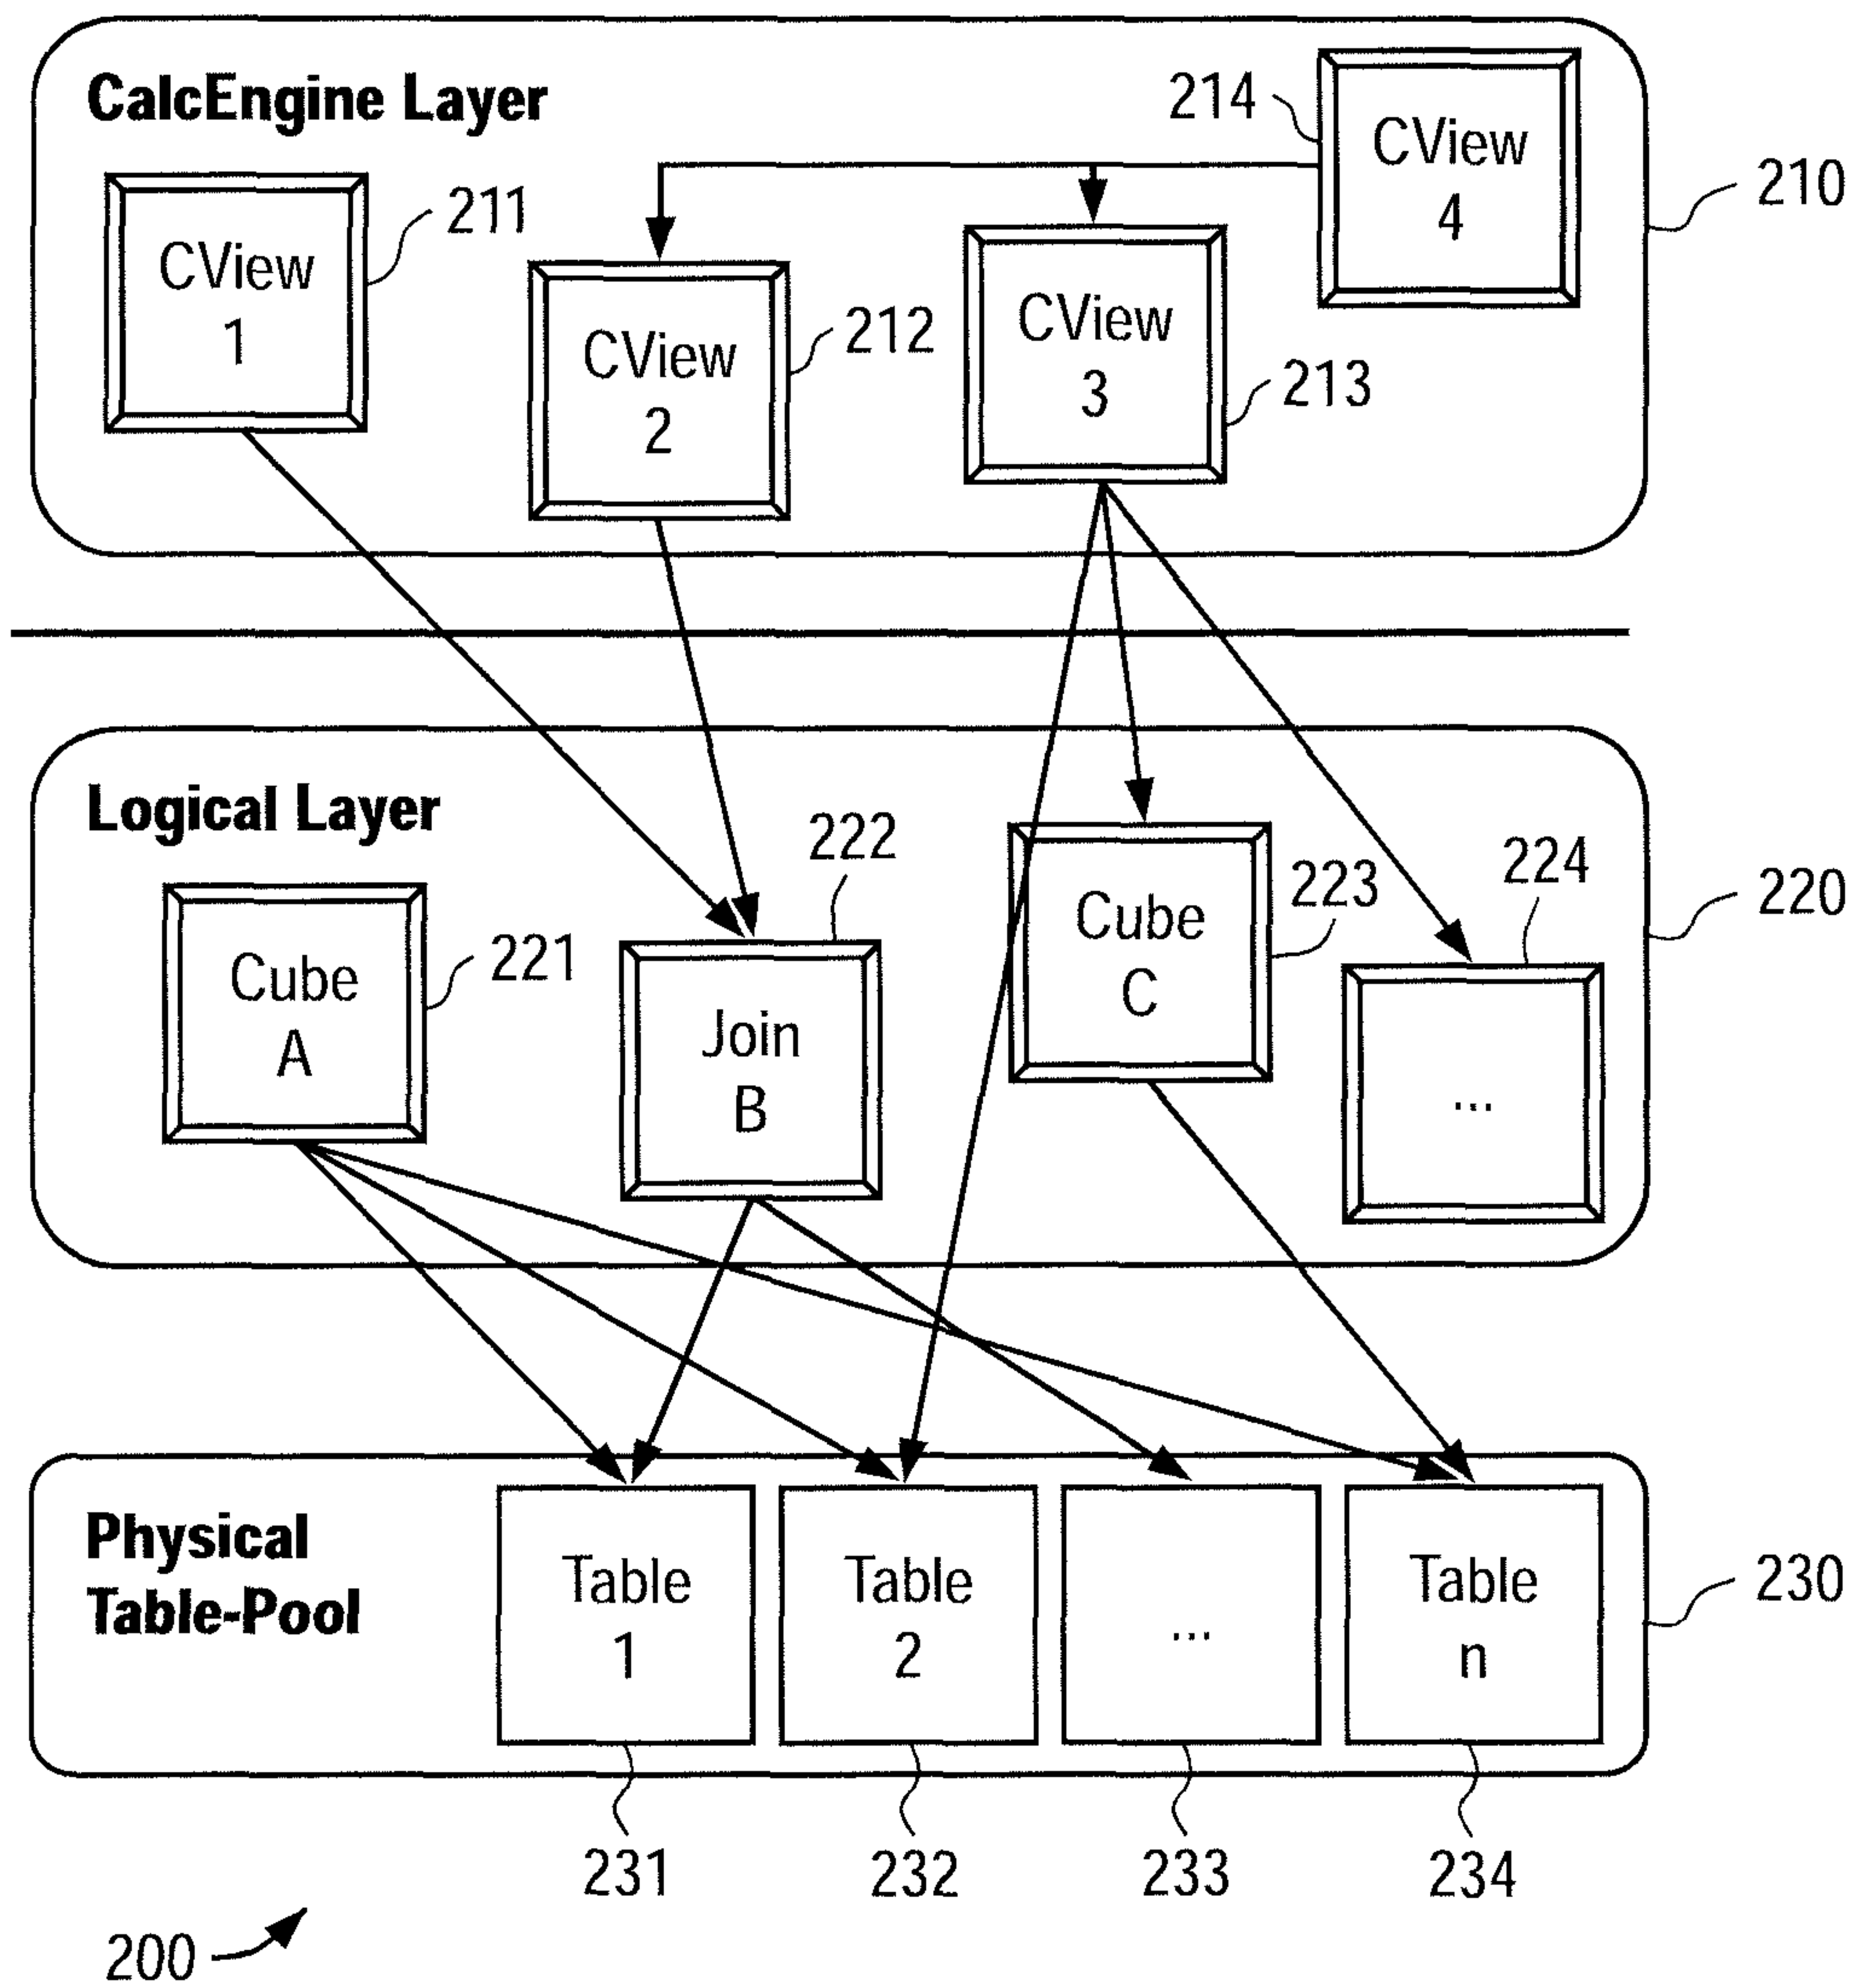 CalcEngine Layer
214
CView
4
210
211
CView
1
212
CView
2
CView
3
213
Logical Layer
222
223
224
220
Cube
A
221
Join
B
Cube
C
...
Physical
Table-Pool
Table
1
Table
2
...
Table
n
230
231
232
233
234
200